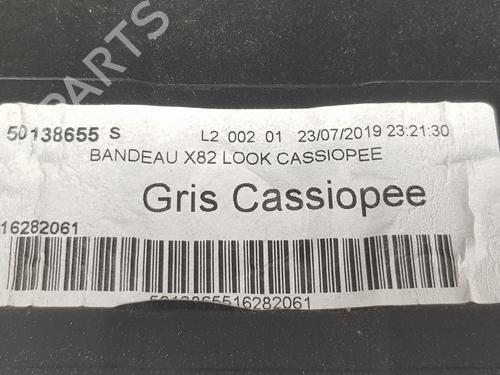 PARTS
50138655 S L2 002 01 23/07/2019 23:21:30
BANDEAU X82 LOOK CASSIOPEE
Gris Cassiopee
16282061
5013865516282061